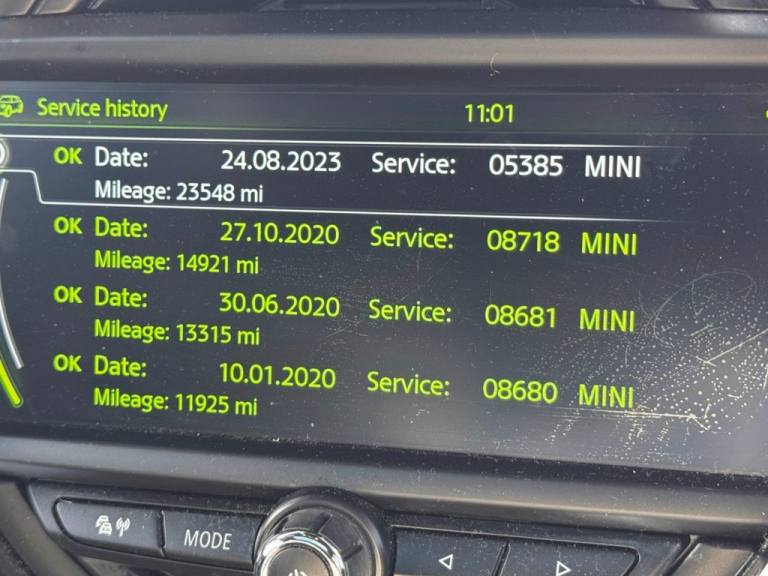 Service history 11:01
OK Date: 24.08.2023 Service: 05385 MINI
Mileage: 23548 mi
OK Date: 27.10.2020 Service: 08718 MINI
Mileage: 14921 mi
OK Date: 30.06.2020 Service: 08681 MINI
Mileage: 13315 mi
OK Date: 10.01.2020 Service: 08680 MINI
Mileage: 11925 mi
MODE